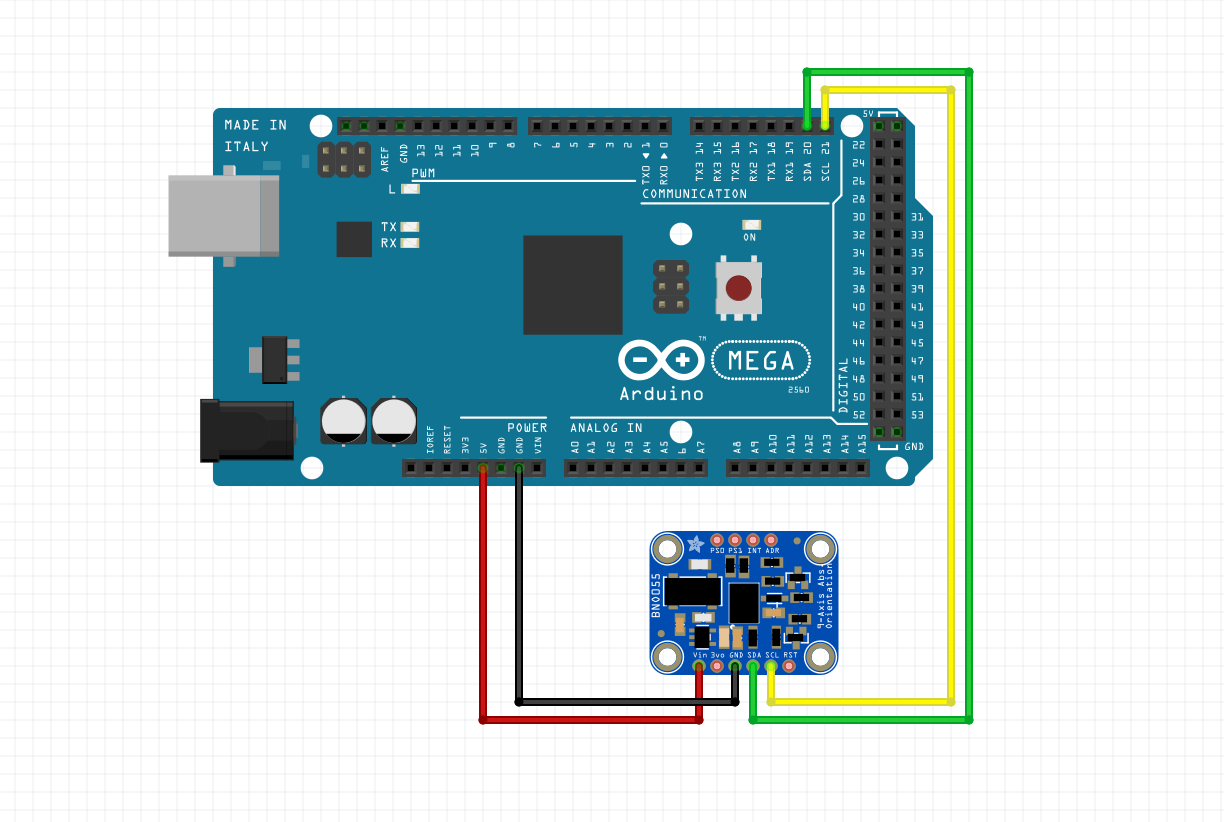 MADE IN
ITALY
AREF
GND
13
12
11
10
9
8
7
6
5
4
3
2
TX0 1
RX0 0
TX3 14
RX3 15
TX2 16
RX2 17
TX1 18
RX1 19
SDA 20
SCL 21
PWM
COMMUNICATION
L
TX
RX
ON
5V
22
24
26
28
30 31
32 33
34 35
36 37
38 39
40 41
42 43
44 45
46 47
48 49
50 51
52 53
GND
DIGITAL
TM
MEGA
2560
Arduino
POWER
ANALOG IN
IOREF
RESET
3V3
5V
GND
GND
VIN
A0
A1
A2
A3
A4
A5
6
A7
A8
A9
A10
A11
A12
A13
A14
A15
PS0 PS1 INT ADR
BNO055
9-Axis Abs.
Orientation
Vin 3vo GND SDA SCL RST